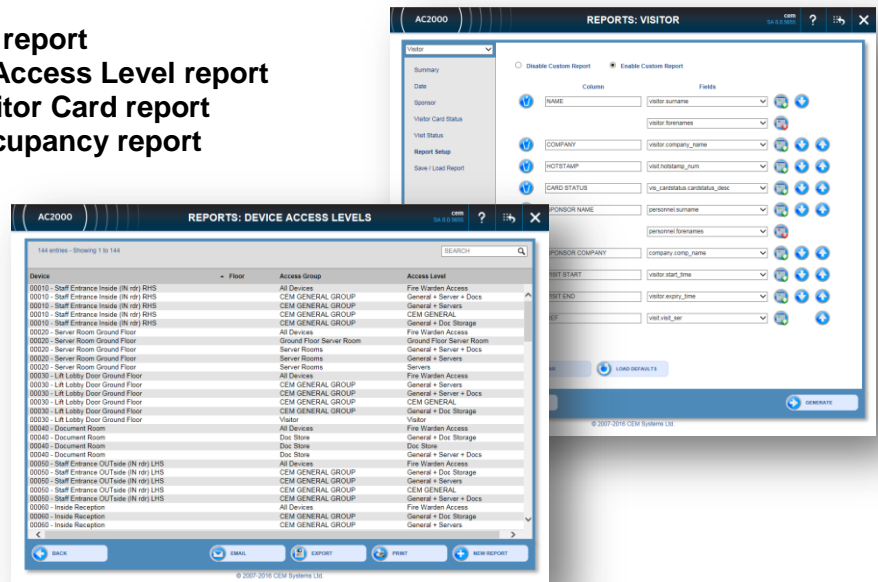 report
Access Level report
itor Card report
cupancy report
AC2000
REPORTS: VISITOR
cem
?
X
Visitor
Summary
Date
Sponsor
Visitor Card Status
Visit Status
Report Setup
Save / Load Report
Disable Custom Report
Enable Custom Report
Column Fields
NAME visitor.surname
visitor.forenames
COMPANY visitor.company_name
HOTSTAMP visit.hotstamp_num
CARD STATUS vis_cardstatus.cardstatus_desc
SPONSOR NAME personnel.surname
personnel.forenames
SPONSOR COMPANY company.comp_name
VISIT START visitor.start_time
VISIT END visitor.expiry_time
visit.visit_ser
LOAD DEFAULTS
GENERATE
© 2007-2016 CEM Systems Ltd.
AC2000
REPORTS: DEVICE ACCESS LEVELS
cem
?
X
144 entries - Showing 1 to 144
SEARCH
Device Floor Access Group Access Level
00010 - Staff Entrance Inside (IN rdr) RHS All Devices Fire Warden Access
00010 - Staff Entrance Inside (IN rdr) RHS CEM GENERAL GROUP General + Server + Docs
00010 - Staff Entrance Inside (IN rdr) RHS CEM GENERAL GROUP General + Servers
00010 - Staff Entrance Inside (IN rdr) RHS CEM GENERAL GROUP CEM GENERAL
00010 - Staff Entrance Inside (IN rdr) RHS CEM GENERAL GROUP General + Doc Storage
00020 - Server Room Ground Floor All Devices Fire Warden Access
00020 - Server Room Ground Floor Ground Floor Server Room Ground Floor Server Room
00020 - Server Room Ground Floor Server Rooms General + Server + Docs
00020 - Server Room Ground Floor Server Rooms General + Servers
00020 - Server Room Ground Floor Server Rooms Servers
00030 - Lift Lobby Door Ground Floor All Devices Fire Warden Access
00030 - Lift Lobby Door Ground Floor CEM GENERAL GROUP General + Servers
00030 - Lift Lobby Door Ground Floor CEM GENERAL GROUP General + Server + Docs
00030 - Lift Lobby Door Ground Floor CEM GENERAL GROUP CEM GENERAL
00030 - Lift Lobby Door Ground Floor CEM GENERAL GROUP General + Doc Storage
00030 - Lift Lobby Door Ground Floor Visitor Visitor
00040 - Document Room All Devices Fire Warden Access
00040 - Document Room Doc Store General + Doc Storage
00040 - Document Room Doc Store Doc Store
00040 - Document Room Doc Store General + Server + Docs
00050 - Staff Entrance OUTside (IN rdr) LHS All Devices Fire Warden Access
00050 - Staff Entrance OUTside (IN rdr) LHS CEM GENERAL GROUP General + Doc Storage
00050 - Staff Entrance OUTside (IN rdr) LHS CEM GENERAL GROUP General + Servers
00050 - Staff Entrance OUTside (IN rdr) LHS CEM GENERAL GROUP CEM GENERAL
00050 - Staff Entrance OUTside (IN rdr) LHS CEM GENERAL GROUP General + Server + Docs
00060 - Inside Reception All Devices Fire Warden Access
00060 - Inside Reception CEM GENERAL GROUP General + Doc Storage
00060 - Inside Reception CEM GENERAL GROUP General + Servers
BACK
EMAIL
EXPORT
PRINT
NEW REPORT
© 2007-2016 CEM Systems Ltd.